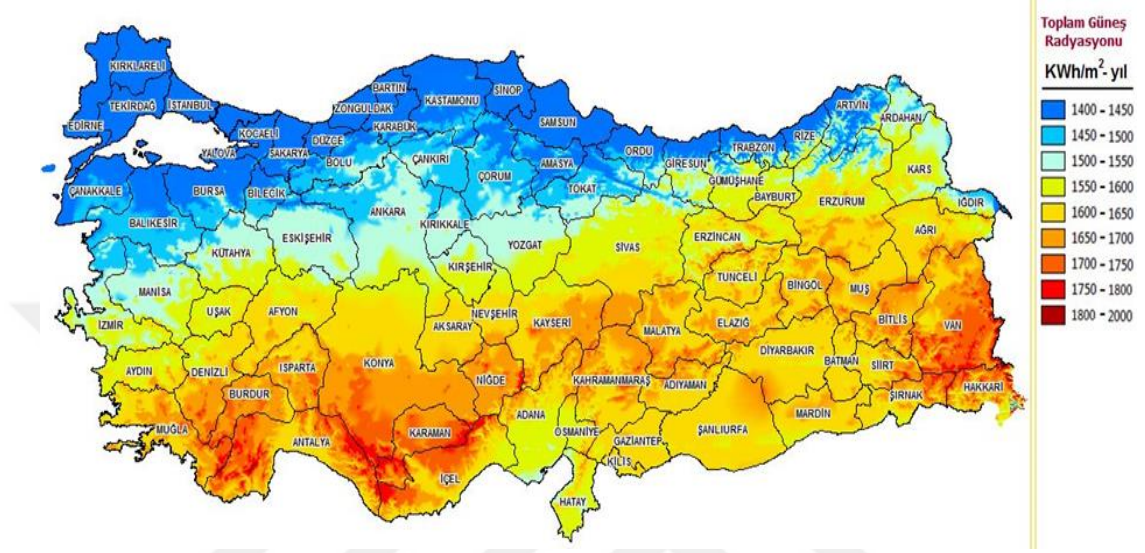 Toplam Güneş
Radyasyonu
KWh/m²- yıl
1400 - 1450
1450 - 1500
1500 - 1550
1550 - 1600
1600 - 1650
1650 - 1700
1700 - 1750
1750 - 1800
1800 - 2000
KIRKLARELİ
TEKİRDAĞ
İSTANBUL
EDİRNE
KOCAELİ
YALOVA
SAKARYA
DÜZCE
BOLU
ZONGULDAK
BARTIN
KARABÜK
KASTAMONU
SİNOP
SAMSUN
ÇANKIRI
ÇORUM
AMASYA
TOKAT
ORDU
GİRESUN
TRABZON
RİZE
ARTVİN
ARDAHAN
GÜMÜŞHANE
BAYBURT
KARS
IĞDIR
ERZURUM
AĞRI
ÇANAKKALE
BALIKESİR
BURSA
BİLECİK
KÜTAHYA
ESKİŞEHİR
ANKARA
KIRIKKALE
KIRŞEHİR
YOZGAT
SİVAS
ERZİNCAN
TUNCELİ
BİNGÖL
MUŞ
BİTLİS
VAN
MANİSA
İZMİR
UŞAK
AFYON
AKSARAY
NEVŞEHİR
KAYSERİ
MALATYA
ELAZIĞ
DİYARBAKIR
BATMAN
SİİRT
HAKKARİ
ŞIRNAK
AYDIN
DENİZLİ
ISPARTA
BURDUR
KONYA
NİĞDE
KAHRAMANMARAŞ
ADIYAMAN
MARDİN
MUĞLA
ANTALYA
KARAMAN
İÇEL
ADANA
OSMANİYE
GAZİANTEP
KİLİS
ŞANLIURFA
HATAY